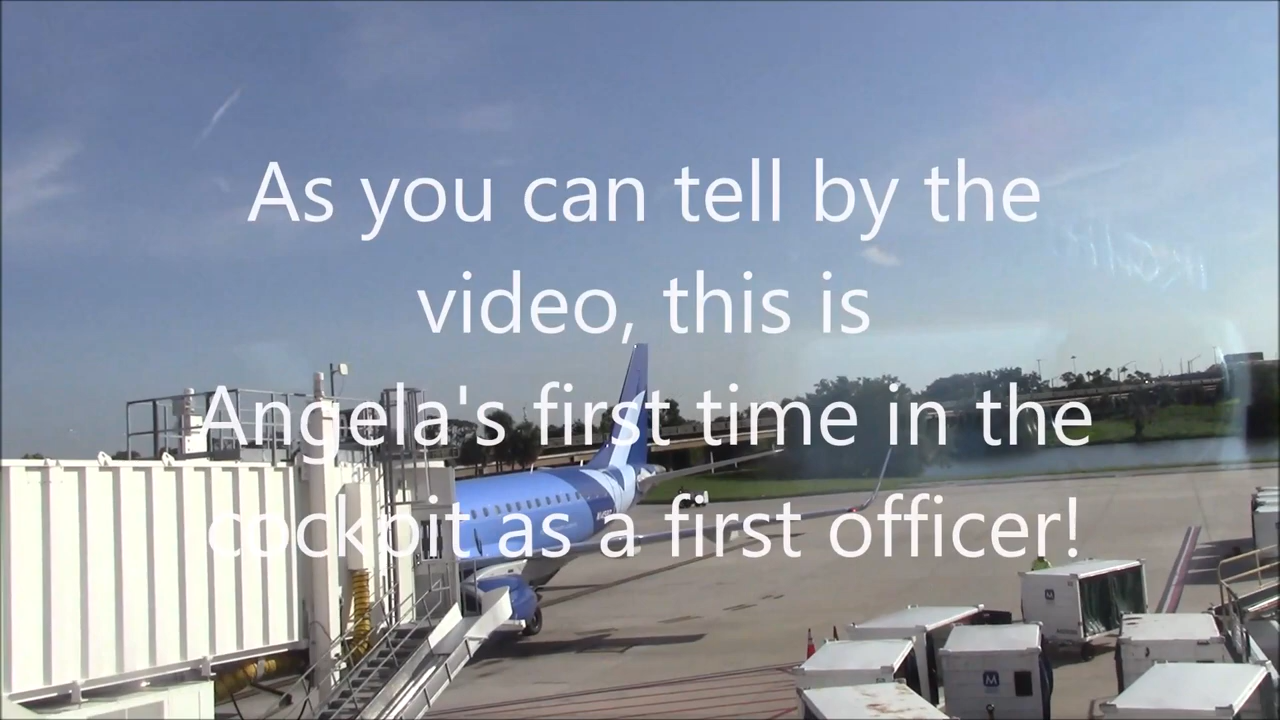 As you can tell by the
video, this is
Angela's first time in the
cockpit as a first officer!
M
M